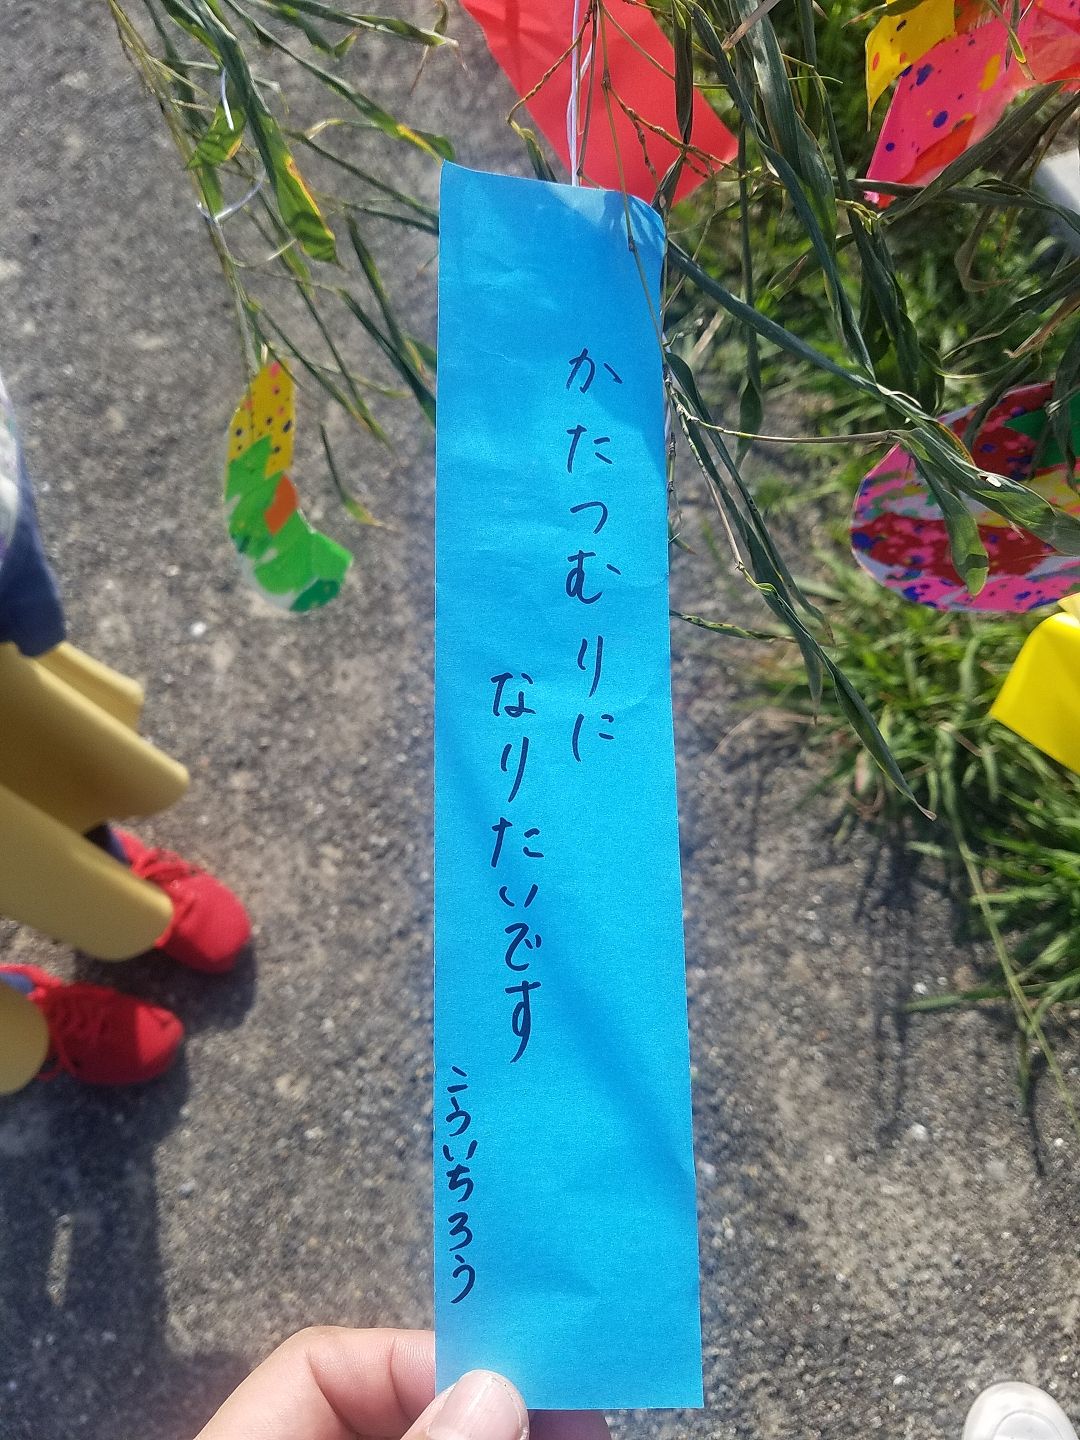 かたつむりに
なりたいです
こういちろう